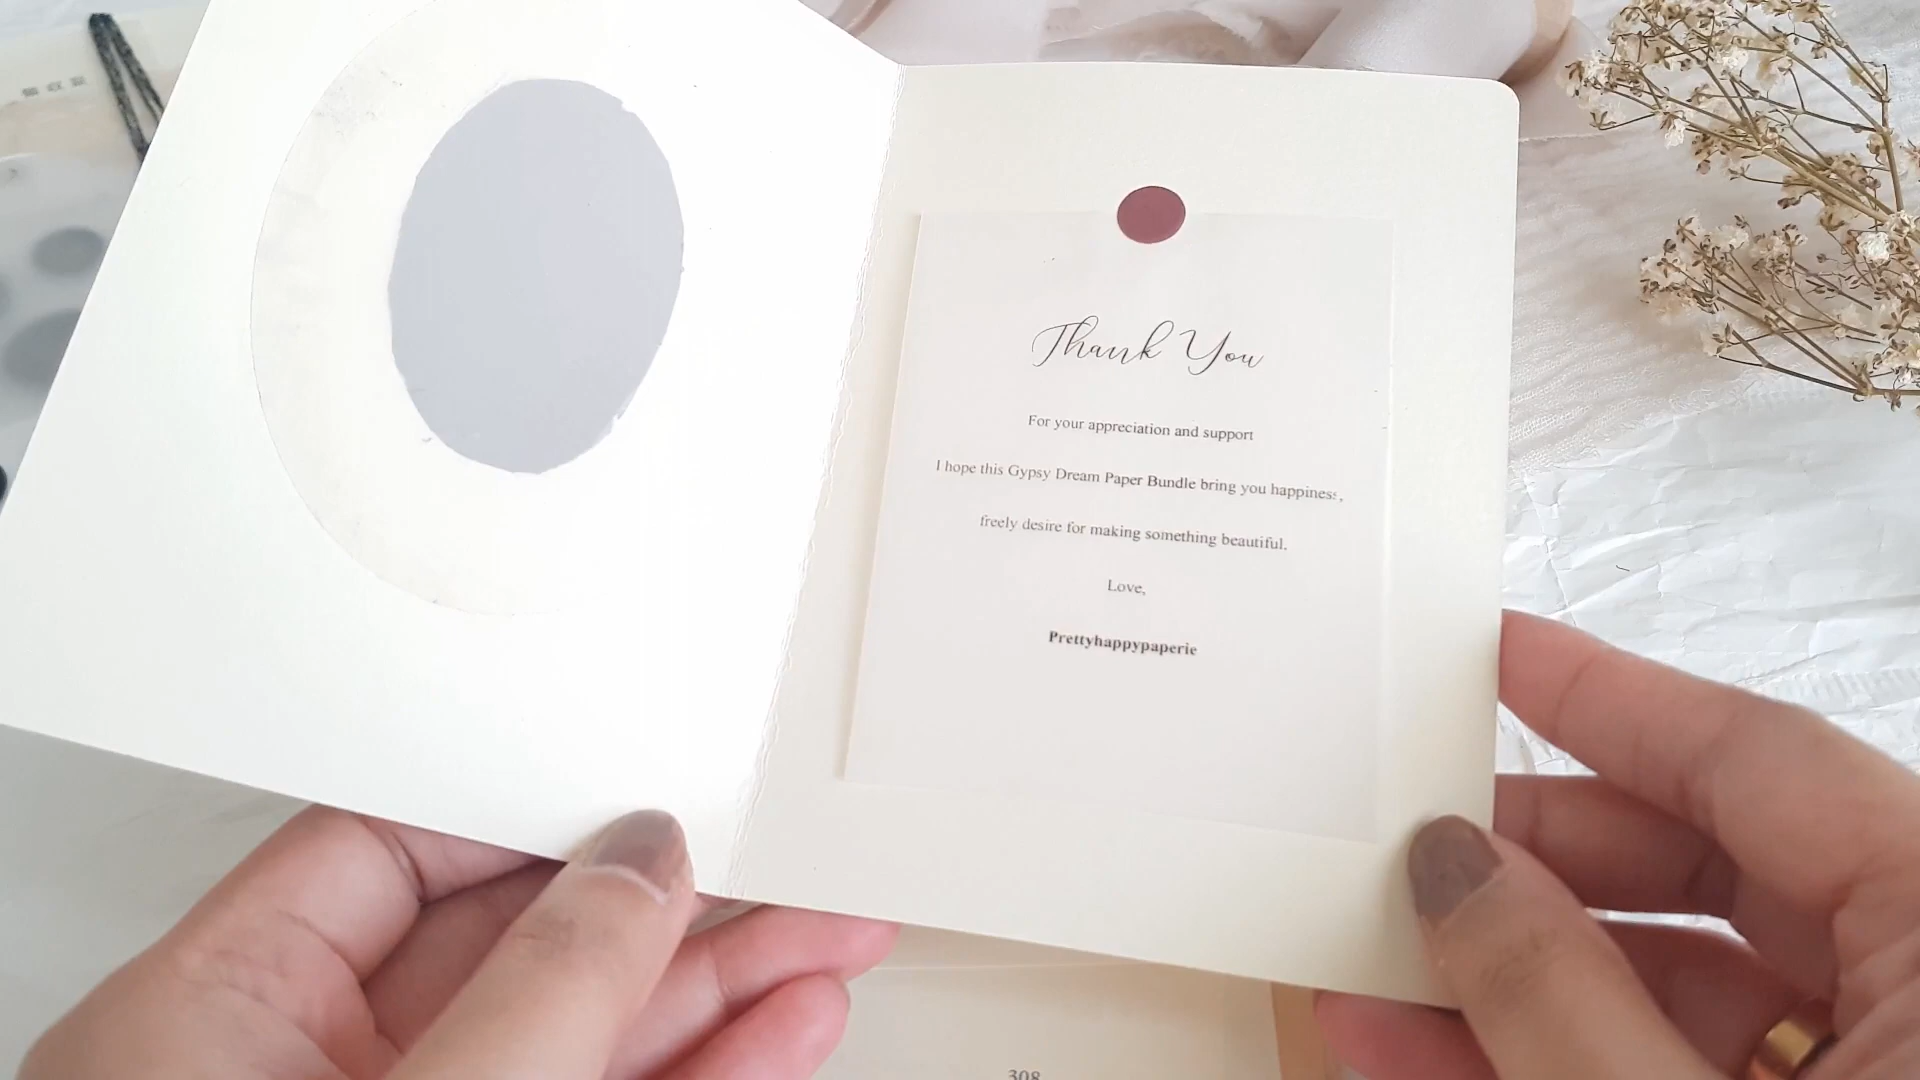 Thank You
For your appreciation and support
I hope this Gypsy Dream Paper Bundle bring you happiness,
freely desire for making something beautiful.
Love,
Prettyhappypaperie
308